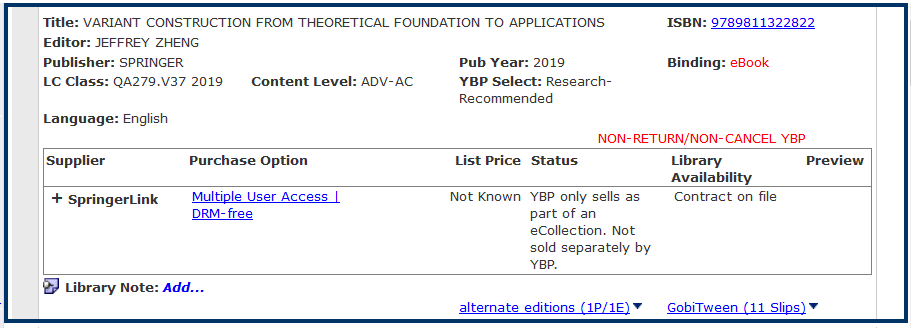 Title: VARIANT CONSTRUCTION FROM THEORETICAL FOUNDATION TO APPLICATIONS ISBN: 9789811322822
Editor: JEFFREY ZHENG
Publisher: SPRINGER Pub Year: 2019 Binding: eBook
LC Class: QA279.V37 2019 Content Level: ADV-AC YBP Select: Research-
Recommended
Language: English
NON-RETURN/NON-CANCEL YBP
Supplier Purchase Option List Price Status Library Preview
Availability
+ SpringerLink Multiple User Access | Not Known YBP only sells as Contract on file
DRM-free part of an
eCollection. Not
sold separately by
YBP.
Library Note: Add...
alternate editions (1P/1E) GobiTween (11 Slips)